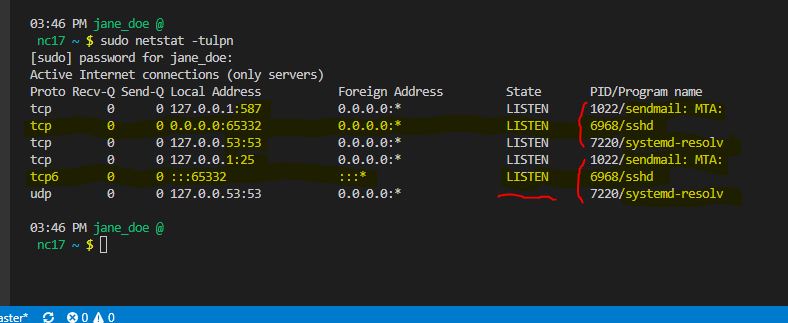 03:46 PM jane_doe @
nc17 ~ $ sudo netstat -tulpn
[sudo] password for jane_doe:
Active Internet connections (only servers)
Proto Recv-Q Send-Q Local Address Foreign Address State PID/Program name
tcp 0 0 127.0.0.1:587 0.0.0.0:* LISTEN 1022/sendmail: MTA:
tcp 0 0 0.0.0.0:65332 0.0.0.0:* LISTEN 6968/sshd
tcp 0 0 127.0.0.53:53 0.0.0.0:* LISTEN 7220/systemd-resolv
tcp 0 0 127.0.0.1:25 0.0.0.0:* LISTEN 1022/sendmail: MTA:
tcp6 0 0 :::65332 :::* LISTEN 6968/sshd
udp 0 0 127.0.0.53:53 0.0.0.0:* 7220/systemd-resolv
03:46 PM jane_doe @
nc17 ~ $
aster* 0 0